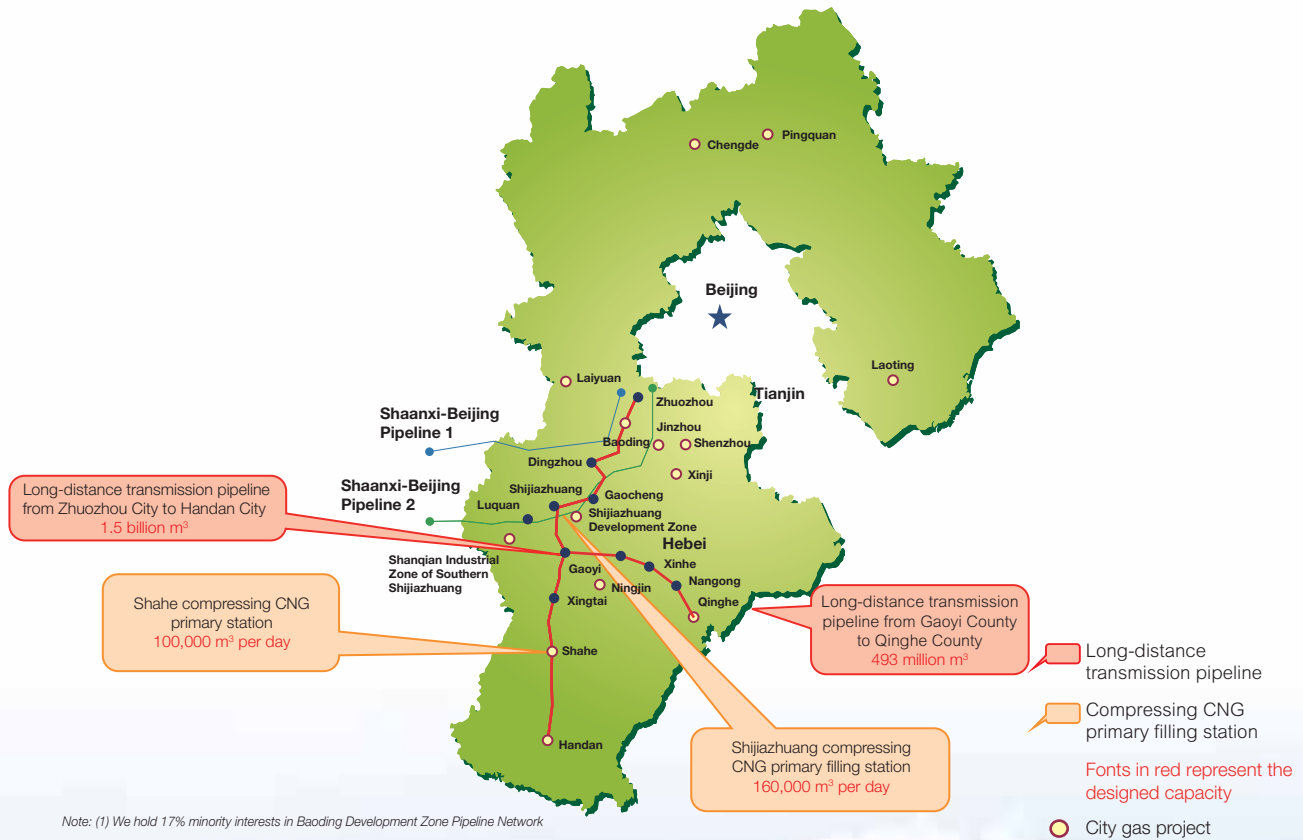 Chengde
Pingquan
Beijing
Laoting
Laiyuan
Tianjin
Zhuozhou
Shaanxi-Beijing
Pipeline 1
Jinzhou
Baoding
Shenzhou
Dingzhou
Xinji
Shaanxi-Beijing
Pipeline 2
Shijiazhuang
Gaocheng
Luquan
Shijiazhuang
Development Zone
Long-distance transmission pipeline
from Zhuozhou City to Handan City
1.5 billion m³
Hebei
Shanqian Industrial
Zone of Southern
Shijiazhuang
Gaoyi
Xinhe
Ningjin
Nangong
Xingtai
Qinghe
Shahe compressing CNG
primary station
100,000 m³ per day
Long-distance transmission
pipeline from Gaoyi County
to Qinghe County
493 million m³
Shahe
Handan
Shijiazhuang compressing
CNG primary filling station
160,000 m³ per day
Long-distance
transmission pipeline
Compressing CNG
primary filling station
Fonts in red represent the
designed capacity
City gas project
Note: (1) We hold 17% minority interests in Baoding Development Zone Pipeline Network